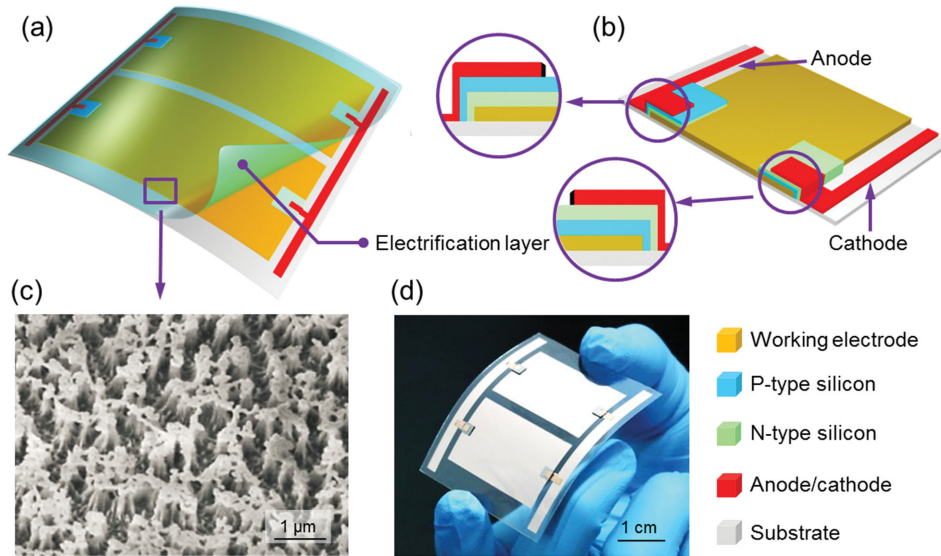 (a)
(b)
Anode
Electrification layer
Cathode
(c)
(d)
1 μm
1 cm
Working electrode
P-type silicon
N-type silicon
Anode/cathode
Substrate